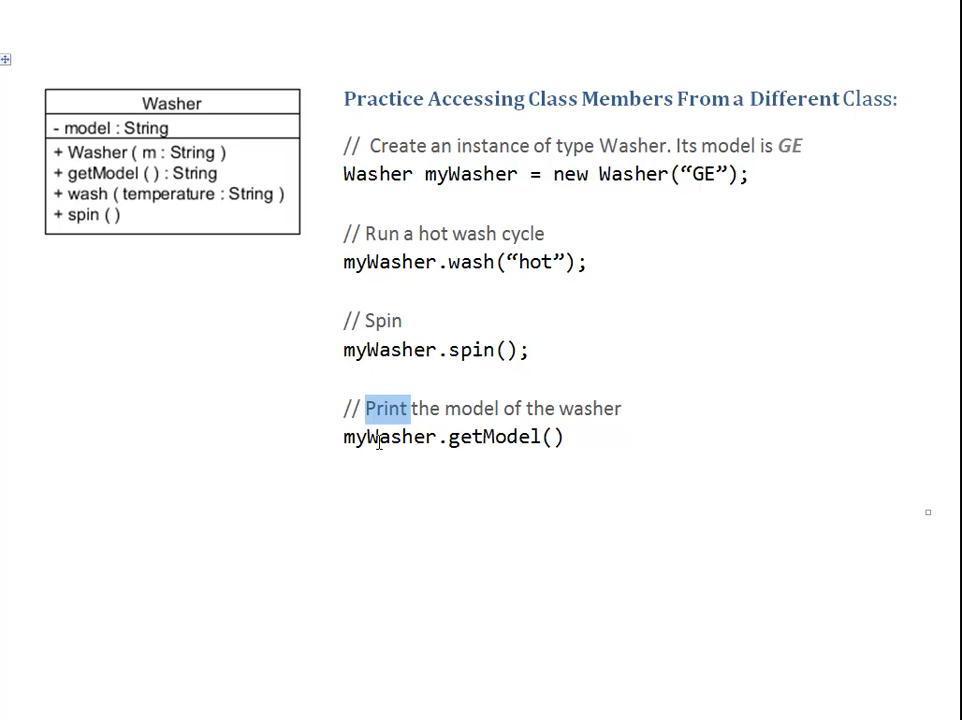 Washer
- model : String
+ Washer ( m : String )
+ getModel ( ) : String
+ wash ( temperature : String )
+ spin ( )
Practice Accessing Class Members From a Different Class:
// Create an instance of type Washer. Its model is GE
Washer myWasher = new Washer(“GE”);
// Run a hot wash cycle
myWasher.wash(“hot”);
// Spin
myWasher.spin();
// Print the model of the washer
myWasher.getModel()